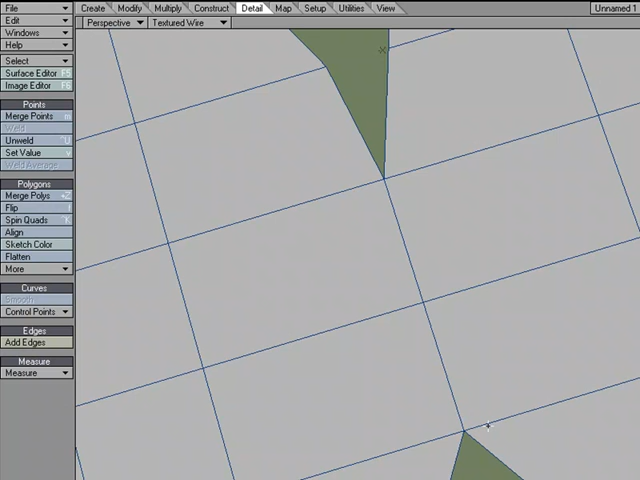 File
Create Modify Multiply Construct Detail Map Setup Utilities View
Unnamed 1
Edit
Perspective Textured Wire
Windows
Help
Select
Surface Editor F5
Image Editor F6
Points
Merge Points m
Weld
Unweld ^U
Set Value v
Weld Average
Polygons
Merge Polys
Flip f
Spin Quads ^K
Align
Sketch Color
Flatten
More
Curves
Smooth
Control Points
Edges
Add Edges
Measure
Measure